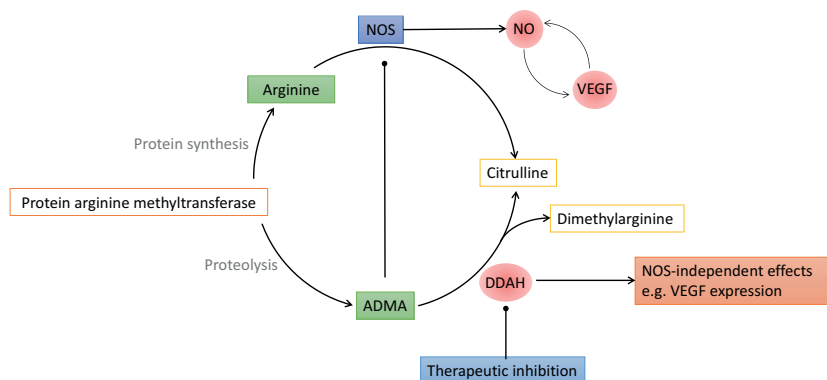 NOS
NO
VEGF
Arginine
Protein synthesis
Citrulline
Protein arginine methyltransferase
Dimethylarginine
Proteolysis
NOS-independent effects
e.g. VEGF expression
DDAH
ADMA
Therapeutic inhibition